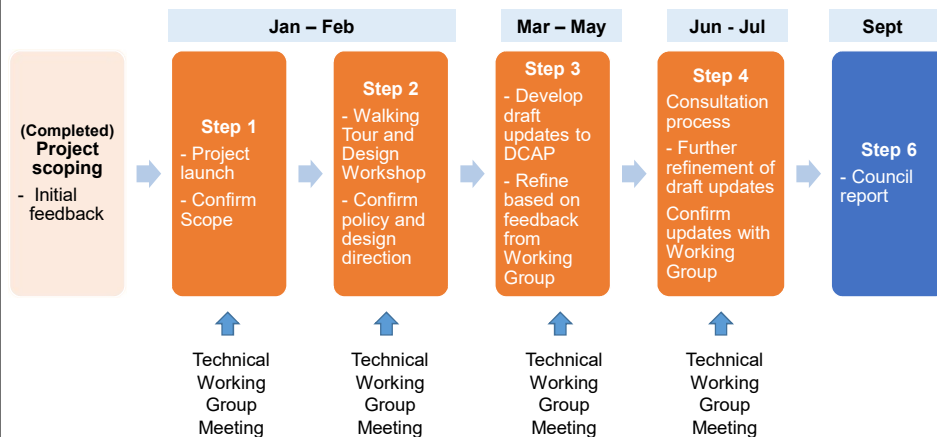 Jan – Feb
Mar – May
Jun - Jul
Sept
(Completed)
Project
scoping
- Initial
feedback
Step 1
- Project
launch
- Confirm
Scope
Step 2
- Walking
Tour and
Design
Workshop
- Confirm
policy and
design
direction
Step 3
- Develop
draft
updates to
DCAP
- Refine
based on
feedback
from
Working
Group
Step 4
Consultation
process
- Further
refinement of
draft updates
Confirm
updates with
Working
Group
Step 6
- Council
report
Technical
Working
Group
Meeting
Technical
Working
Group
Meeting
Technical
Working
Group
Meeting
Technical
Working
Group
Meeting